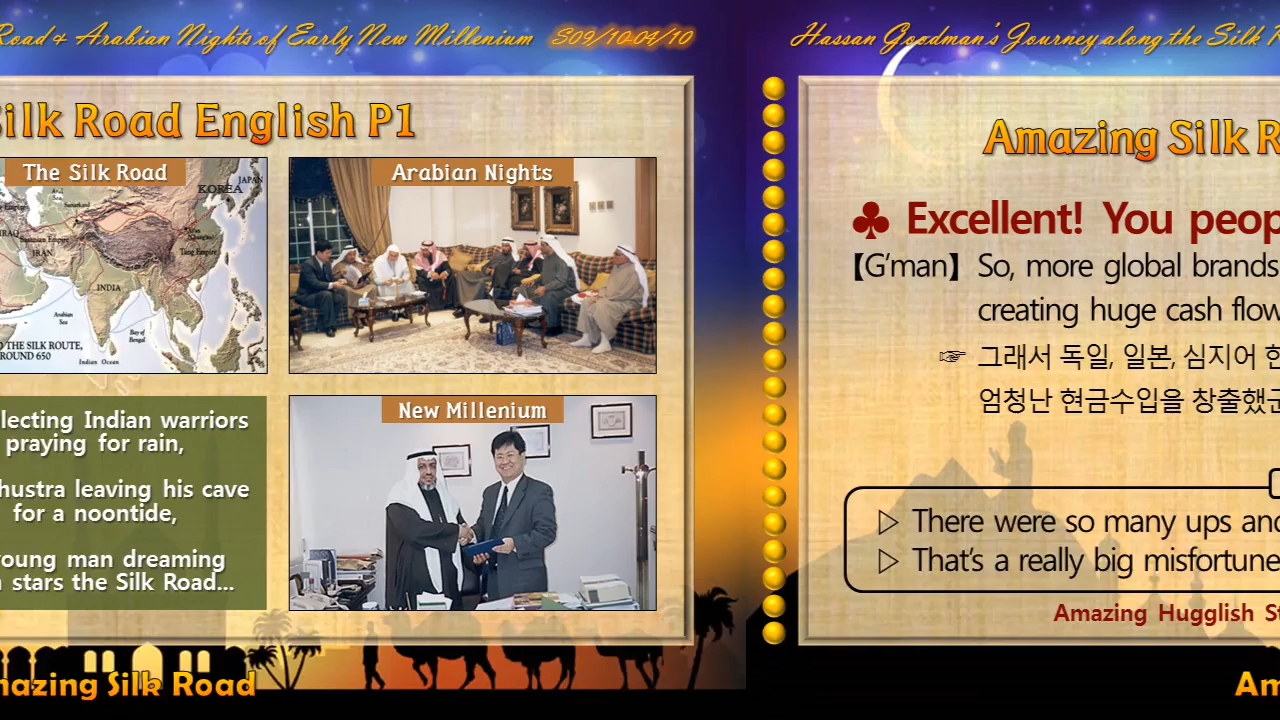 Road & Arabian Nights of Early New Millenium S09/10-04/10
Silk Road English P1
The Silk Road
KOREA
JAPAN
IRAN
INDIA
Arabian
Sea
Bay of
Bengal
Indian Ocean
THE SILK ROUTE,
ROUND 650
Arabian Nights
lecting Indian warriors
praying for rain,
hustra leaving his cave
for a noontide,
young man dreaming
stars the Silk Road...
New Millenium
mazing Silk Road
Hassan Goodman's Journey along the Silk R
Amazing Silk R
♣ Excellent! You peop
【G'man】 So, more global brands
creating huge cash flow
☞ 그래서 독일, 일본, 심지어 한
엄청난 현금수입을 창출했군
▷ There were so many ups and
▷ That's a really big misfortune
Amazing Hugglish St
Am